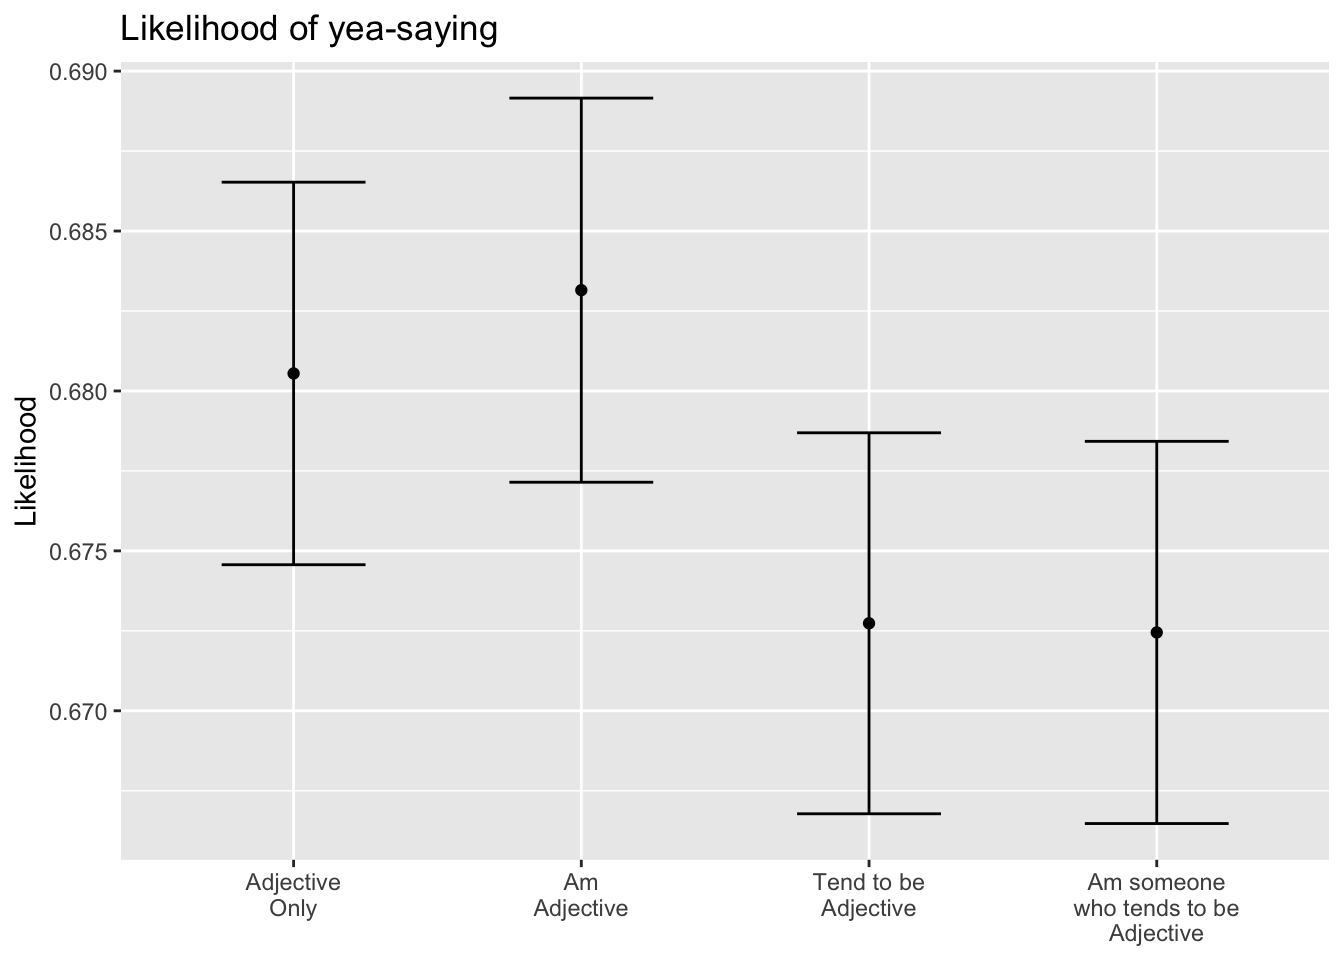 Likelihood of yea-saying
Likelihood
0.690
0.685
0.680
0.675
0.670
Adjective
Only
Am
Adjective
Tend to be
Adjective
Am someone
who tends to be
Adjective